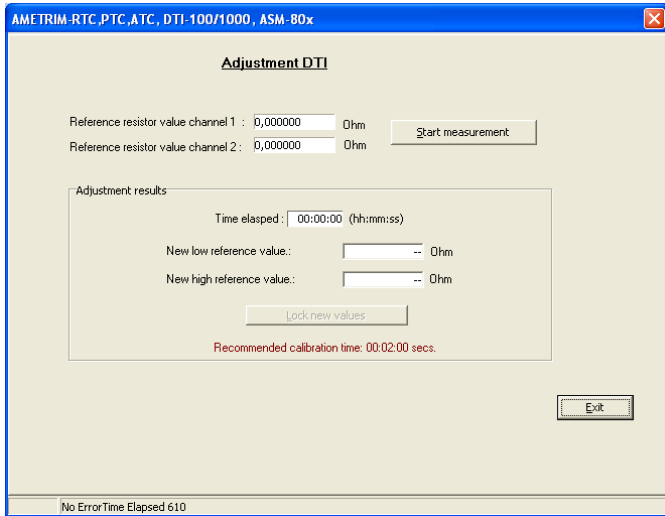 AMETRIM-RTC,PTC,ATC, DTI-100/1000, ASM-80x
Adjustment DTI
Reference resistor value channel 1 : 0,000000 Ohm
Start measurement
Reference resistor value channel 2 : 0,000000 Ohm
Adjustment results
Time elasped : 00:00:00 (hh:mm:ss)
New low reference value.: -- Ohm
New high reference value.: -- Ohm
Lock new values
Recommended calibration time: 00:02:00 secs.
Exit
No ErrorTime Elapsed 610